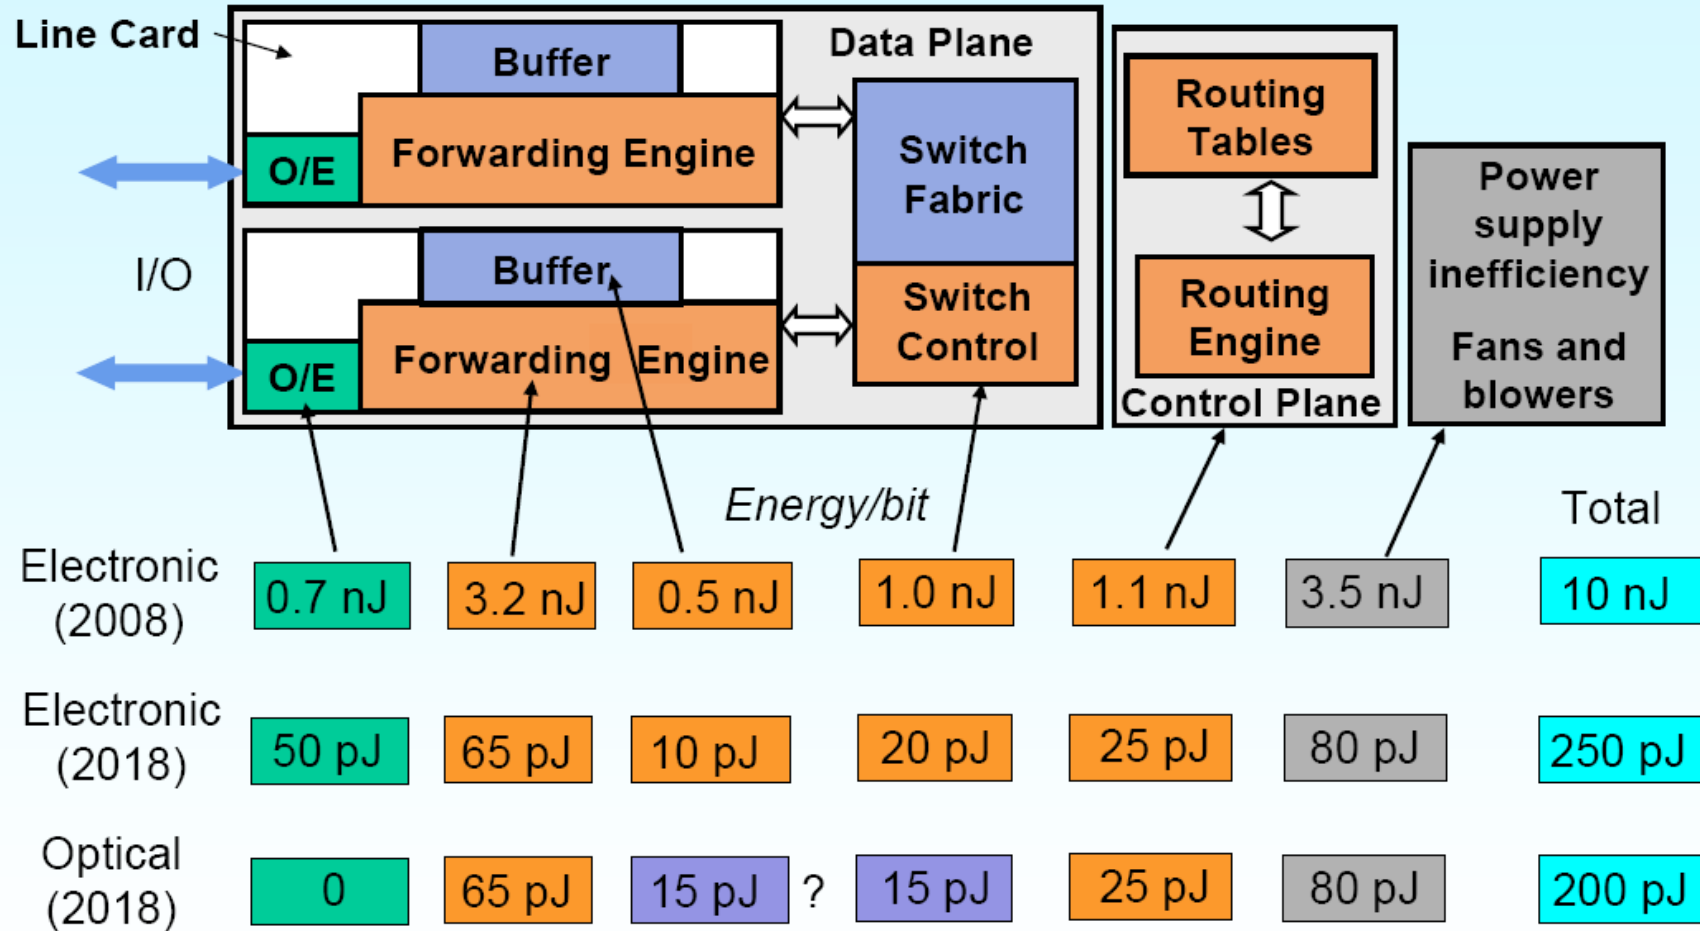 Line Card
Buffer
Data Plane
Forwarding Engine
O/E
Switch
Fabric
Routing
Tables
Power
supply
inefficiency
Fans and
blowers
I/O
Buffer
Forwarding Engine
O/E
Switch
Control
Routing
Engine
Control Plane
Energy/bit
Total
Electronic
(2008)
0.7 nJ 3.2 nJ 0.5 nJ 1.0 nJ 1.1 nJ 3.5 nJ 10 nJ
Electronic
(2018)
50 pJ 65 pJ 10 pJ 20 pJ 25 pJ 80 pJ 250 pJ
Optical
(2018)
0 65 pJ 15 pJ ? 15 pJ 25 pJ 80 pJ 200 pJ